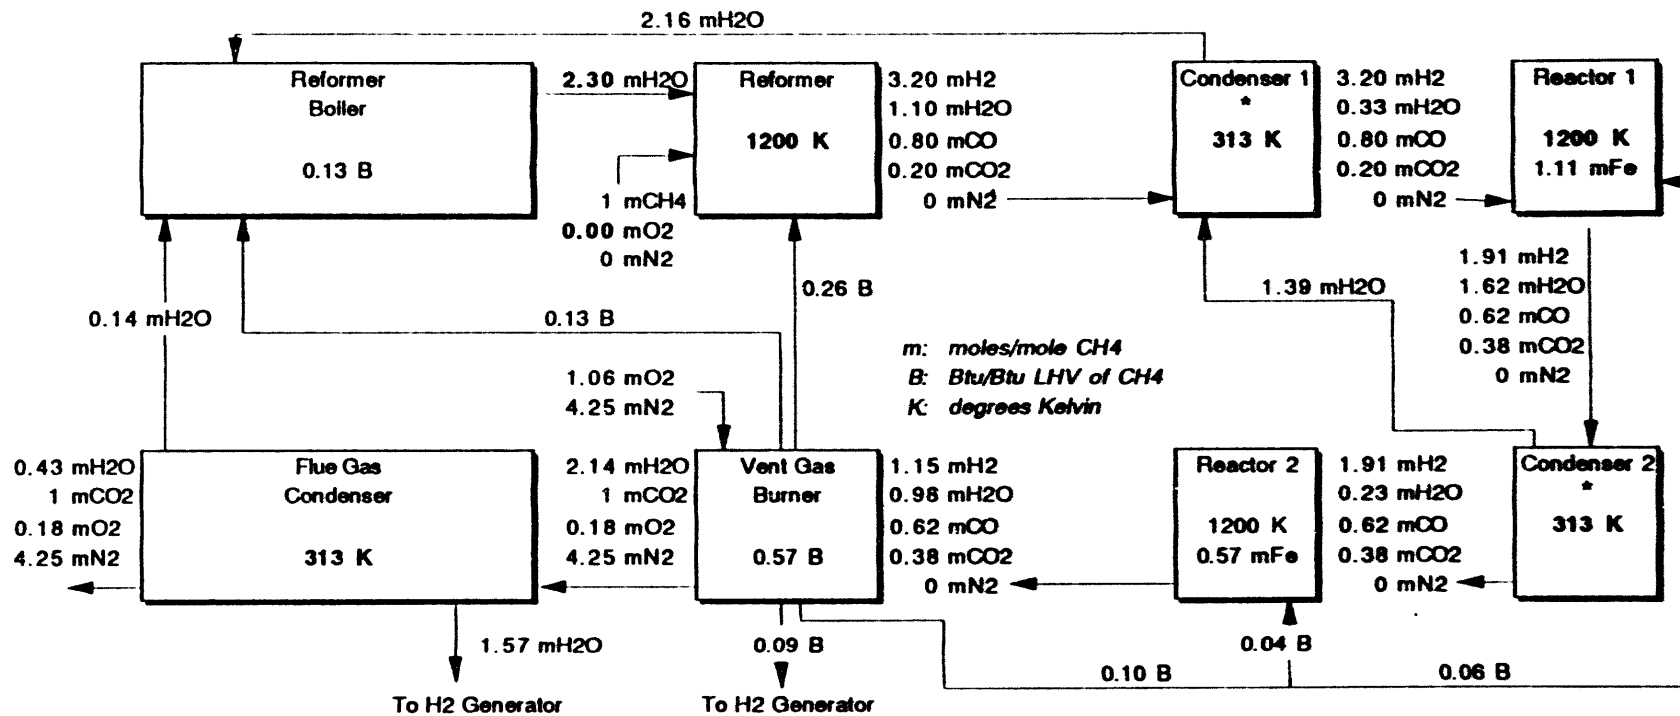 2.16 mH2O
Reformer
Boiler
0.13 B
2.30 mH2O
Reformer
1200 K
1 mCH4
0.00 mO2
0 mN2
3.20 mH2
1.10 mH2O
0.80 mCO
0.20 mCO2
0 mN2
Condenser 1
*
313 K
3.20 mH2
0.33 mH2O
0.80 mCO
0.20 mCO2
0 mN2
Reactor 1
1200 K
1.11 mFe
0.14 mH2O
0.13 B
0.26 B
1.39 mH2O
1.91 mH2
1.62 mH2O
0.62 mCO
0.38 mCO2
0 mN2
m: moles/mole CH4
B: Btu/Btu LHV of CH4
K: degrees Kelvin
1.06 mO2
4.25 mN2
0.43 mH2O
1 mCO2
0.18 mO2
4.25 mN2
Flue Gas
Condenser
313 K
2.14 mH2O
1 mCO2
0.18 mO2
4.25 mN2
Vent Gas
Burner
0.57 B
1.15 mH2
0.98 mH2O
0.62 mCO
0.38 mCO2
0 mN2
Reactor 2
1200 K
0.57 mFe
1.91 mH2
0.23 mH2O
0.62 mCO
0.38 mCO2
0 mN2
Condenser 2
*
313 K
1.57 mH2O
0.09 B
0.04 B
0.10 B
0.06 B
To H2 Generator
To H2 Generator